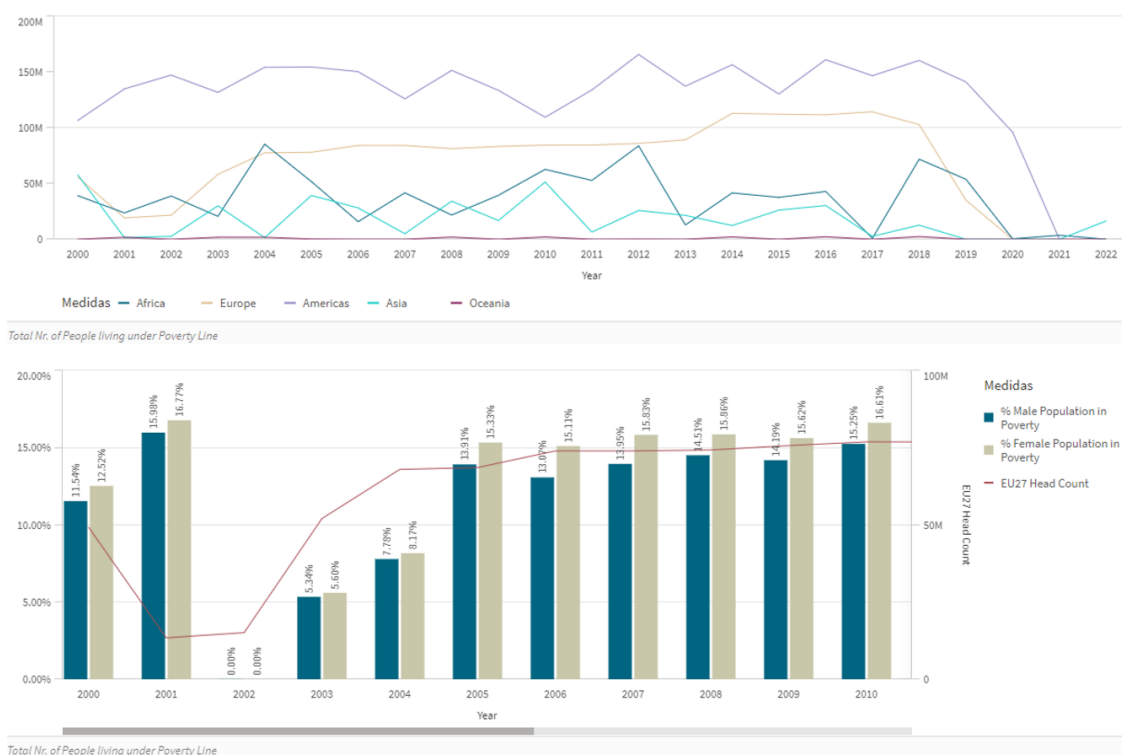 200M
150M
100M
50M
0
2000 2001 2002 2003 2004 2005 2006 2007 2008 2009 2010 2011 2012 2013 2014 2015 2016 2017 2018 2019 2020 2021 2022
Year
Medidas Africa Europe Americas Asia Oceania
Total Nr. of People living under Poverty Line
20.00%
15.00%
10.00%
5.00%
0.00%
11.54% 12.52% 15.98% 16.77% 0.00% 0.00% 5.34% 5.60% 7.78% 8.17% 13.91% 15.33% 13.07% 15.11% 13.95% 15.83% 14.51% 15.86% 14.19% 15.62% 15.25% 16.61%
100M
50M
0
EU27 Head Count
2000 2001 2002 2003 2004 2005 2006 2007 2008 2009 2010
Year
Medidas
% Male Population in
Poverty
% Female Population in
Poverty
EU27 Head Count
Total Nr. of People living under Poverty Line